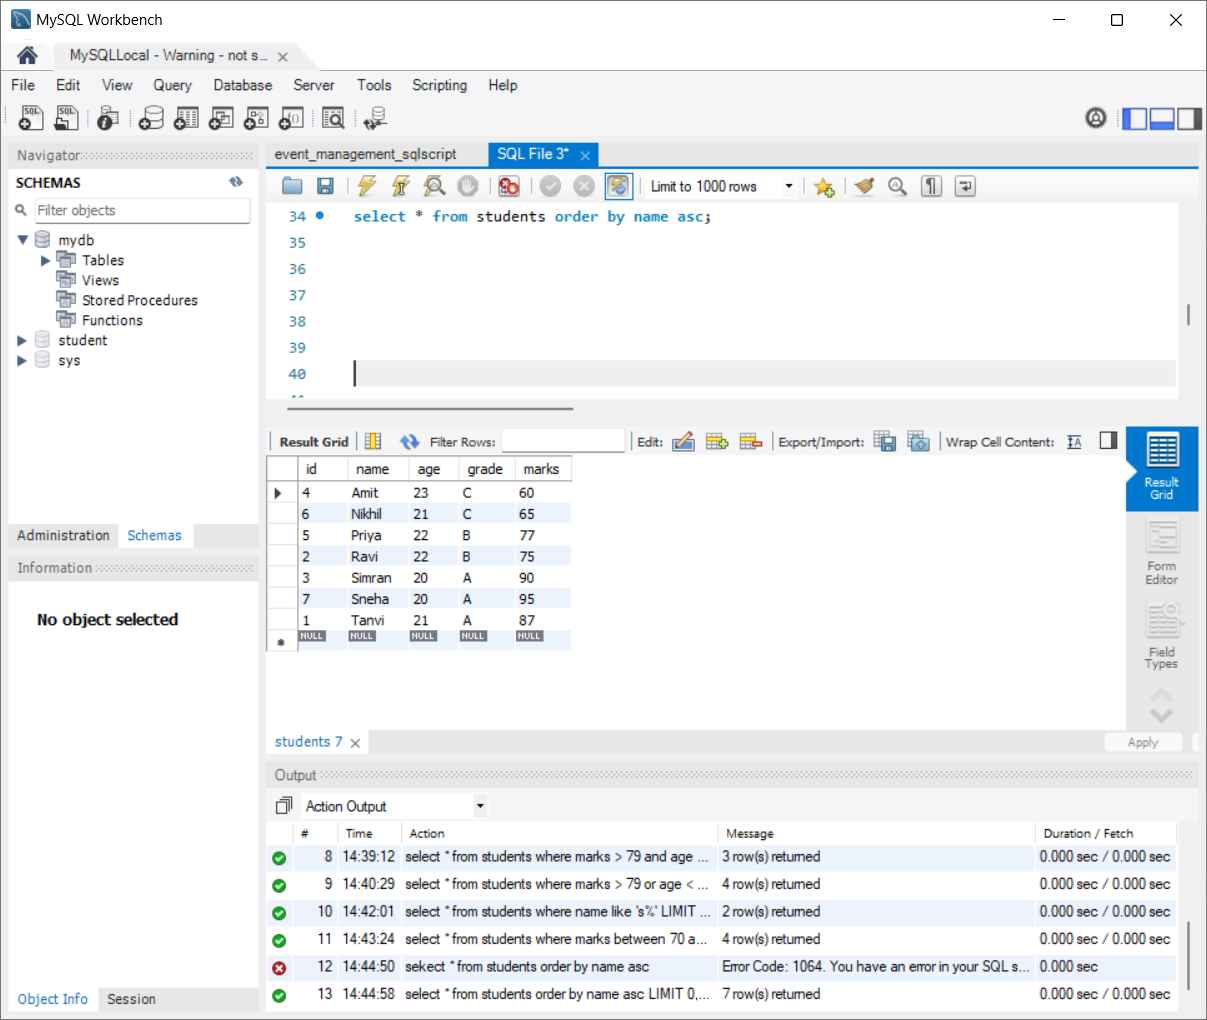 MySQL Workbench
MySQLLocal - Warning - not s...
File Edit View Query Database Server Tools Scripting Help
Navigator
SCHEMAS
Filter objects
mydb
Tables
Views
Stored Procedures
Functions
student
sys
Administration Schemas
Information
No object selected
Object Info Session
event_management_sqlscript SQL File 3*
Limit to 1000 rows
34 select * from students order by name asc;
35
36
37
38
39
40
Result Grid Filter Rows: Edit: Export/Import: Wrap Cell Content:
id name age grade marks
4 Amit 23 C 60
6 Nikhil 21 C 65
5 Priya 22 B 77
2 Ravi 22 B 75
3 Simran 20 A 90
7 Sneha 20 A 95
1 Tanvi 21 A 87
NULL NULL NULL NULL NULL
Result
Grid
Form
Editor
Field
Types
students 7
Apply
Output
Action Output
# Time Action Message Duration / Fetch
8 14:39:12 select * from students where marks > 79 and age ... 3 row(s) returned 0.000 sec / 0.000 sec
9 14:40:29 select * from students where marks > 79 or age < ... 4 row(s) returned 0.000 sec / 0.000 sec
10 14:42:01 select * from students where name like 's%' LIMIT ... 2 row(s) returned 0.000 sec / 0.000 sec
11 14:43:24 select * from students where marks between 70 a... 4 row(s) returned 0.000 sec / 0.000 sec
12 14:44:50 sekect * from students order by name asc Error Code: 1064. You have an error in your SQL s... 0.000 sec
13 14:44:58 select * from students order by name asc LIMIT 0,... 7 row(s) returned 0.000 sec / 0.000 sec